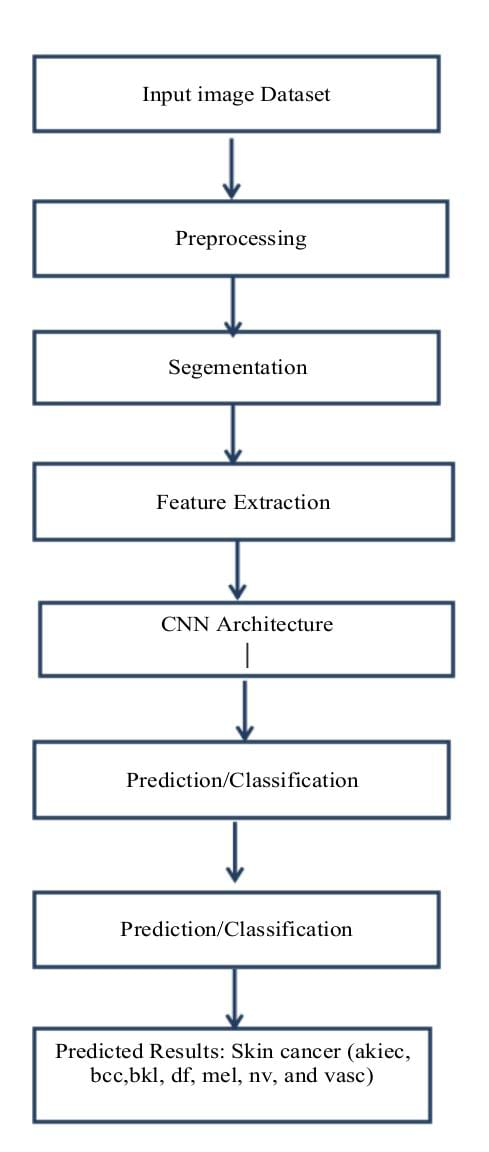 Input image Dataset
Preprocessing
Segementation
Feature Extraction
CNN Architecture
Prediction/Classification
Prediction/Classification
Predicted Results: Skin cancer (akiec,
bcc,bkl, df, mel, nv, and vasc)